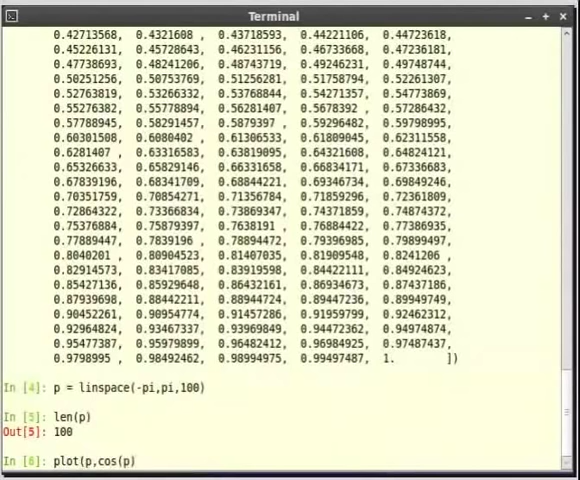 Terminal
0.42713568, 0.4321608 , 0.43718593, 0.44221106, 0.44723618,
0.45226131, 0.45728643, 0.46231156, 0.46733668, 0.47236181,
0.47738693, 0.48241206, 0.48743719, 0.49246231, 0.49748744,
0.50251256, 0.50753769, 0.51256281, 0.51758794, 0.52261307,
0.52763819, 0.53266332, 0.53768844, 0.54271357, 0.54773869,
0.55276382, 0.55778894, 0.56281407, 0.5678392 , 0.57286432,
0.57788945, 0.58291457, 0.5879397 , 0.59296482, 0.59798995,
0.60301508, 0.6080402 , 0.61306533, 0.61809045, 0.62311558,
0.6281407 , 0.63316583, 0.63819095, 0.64321608, 0.64824121,
0.65326633, 0.65829146, 0.66331658, 0.66834171, 0.67336683,
0.67839196, 0.68341709, 0.68844221, 0.69346734, 0.69849246,
0.70351759, 0.70854271, 0.71356784, 0.71859296, 0.72361809,
0.72864322, 0.73366834, 0.73869347, 0.74371859, 0.74874372,
0.75376884, 0.75879397, 0.7638191 , 0.76884422, 0.77386935,
0.77889447, 0.7839196 , 0.78894472, 0.79396985, 0.79899497,
0.8040201 , 0.80904523, 0.81407035, 0.81909548, 0.8241206 ,
0.82914573, 0.83417085, 0.83919598, 0.84422111, 0.84924623,
0.85427136, 0.85929648, 0.86432161, 0.86934673, 0.87437186,
0.87939698, 0.88442211, 0.88944724, 0.89447236, 0.89949749,
0.90452261, 0.90954774, 0.91457286, 0.91959799, 0.92462312,
0.92964824, 0.93467337, 0.93969849, 0.94472362, 0.94974874,
0.95477387, 0.95979899, 0.96482412, 0.96984925, 0.97487437,
0.9798995 , 0.98492462, 0.98994975, 0.99497487, 1. ])
In [4]: p = linspace(-pi,pi,100)
In [5]: len(p)
Out[5]: 100
In [6]: plot(p,cos(p)